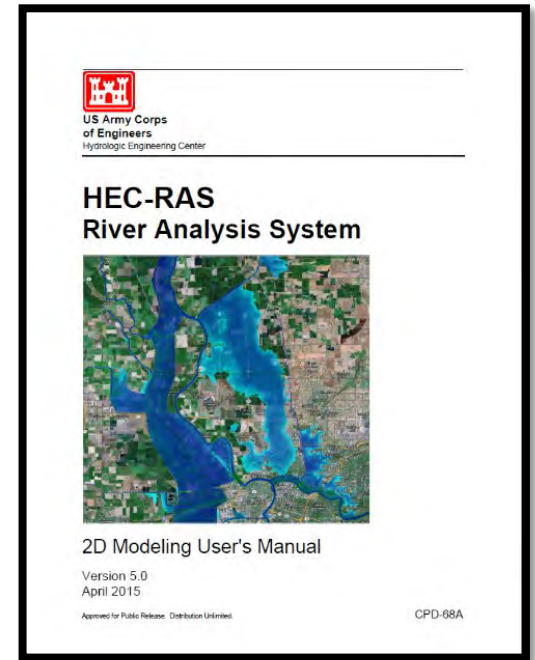 US Army Corps
of Engineers
Hydrologic Engineering Center
HEC-RAS
River Analysis System
2D Modeling User's Manual
Version 5.0
April 2015
Approved for Public Release. Distribution Unlimited.
CPD-68A